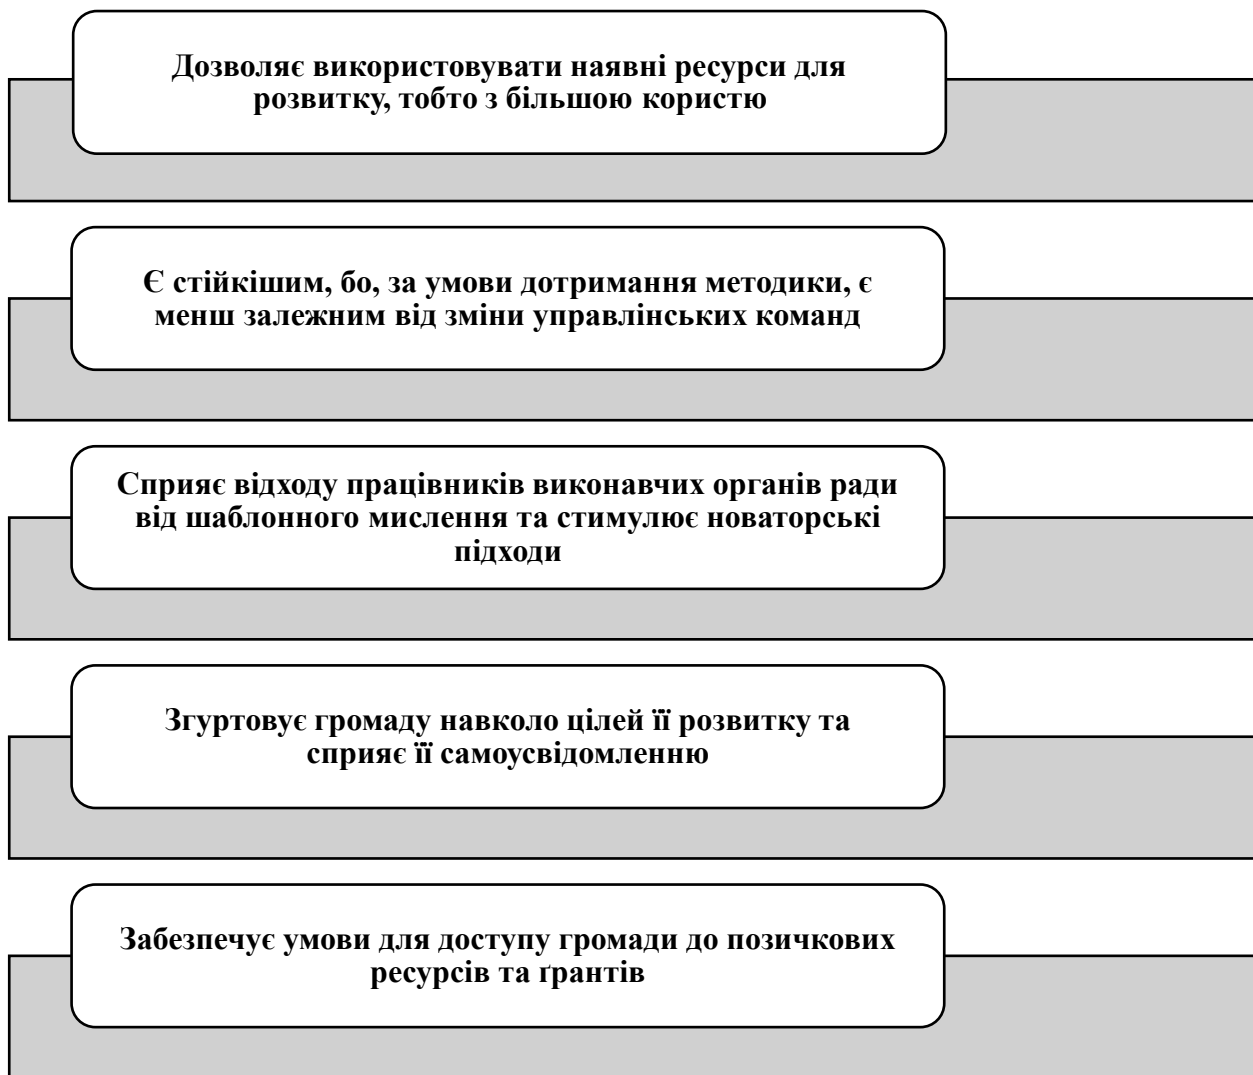 Дозволяє використовувати наявні ресурси для
розвитку, тобто з більшою користю
Є стійкішим, бо, за умови дотримання методики, є
менш залежним від зміни управлінських команд
Сприяє відходу працівників виконавчих органів ради
від шаблонного мислення та стимулює новаторські
підходи
Згуртовує громаду навколо цілей її розвитку та
сприяє її самоусвідомленню
Забезпечує умови для доступу громади до позичкових
ресурсів та ґрантів